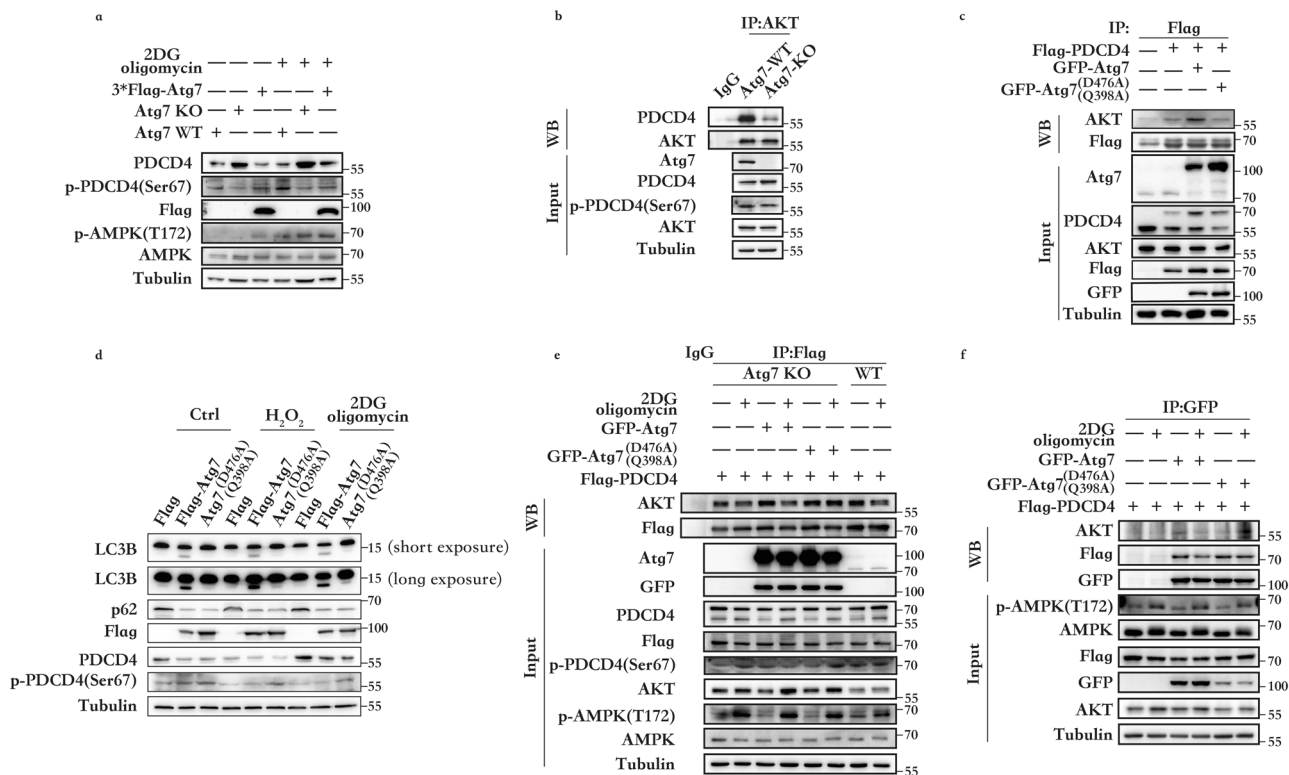 a
2DG
oligomycin — — — + + +
3*Flag-Atg7 — — + — — +
Atg7 KO — + — — + —
Atg7 WT + — — + — —
PDCD4 55
p-PDCD4(Ser67) 55
Flag 100
p-AMPK(T172) 70
AMPK 70
Tubulin 55
b
IP:AKT
IgG Atg7-WT Atg7-KO
WB
PDCD4 55
AKT 55
Input
Atg7 70
PDCD4 55
p-PDCD4(Ser67) 55
AKT 55
Tubulin 55
c
IP: Flag
Flag-PDCD4 — + + +
GFP-Atg7 — — + —
GFP-Atg7(D476A)(Q398A) — — — +
WB
AKT 55
Flag 70
Input
Atg7 100 70
PDCD4 70 55
AKT 55
Flag 70
GFP 100
Tubulin 55
d
Ctrl H2O2 2DG
oligomycin
Flag Flag-Atg7 Atg7(D476A)(Q398A) Flag Flag-Atg7 Atg7(D476A)(Q398A) Flag Flag-Atg7 Atg7(D476A)(Q398A)
LC3B 15 (short exposure)
LC3B 15 (long exposure)
p62 70
Flag 100
PDCD4 55
p-PDCD4(Ser67) 55
Tubulin 55
e
IgG IP:Flag
Atg7 KO WT
2DG
oligomycin — + — + — + — +
GFP-Atg7 — — + + — — — —
GFP-Atg7(D476A)(Q398A) — — — — + + — —
Flag-PDCD4 + + + + + + + +
WB
AKT 55
Flag 70
Input
Atg7 100 70
GFP 100
PDCD4 70 55
Flag 70
p-PDCD4(Ser67) 70
AKT 55
p-AMPK(T172) 70
AMPK 70
Tubulin 55
f
IP:GFP
2DG
oligomycin — + — + — +
GFP-Atg7 — — + + — —
GFP-Atg7(D476A)(Q398A) — — — — + +
Flag-PDCD4 + + + + + +
WB
AKT 55
Flag 70
GFP 100
Input
p-AMPK(T172) 70
AMPK 70
Flag 70
GFP 100
AKT 55
Tubulin 55